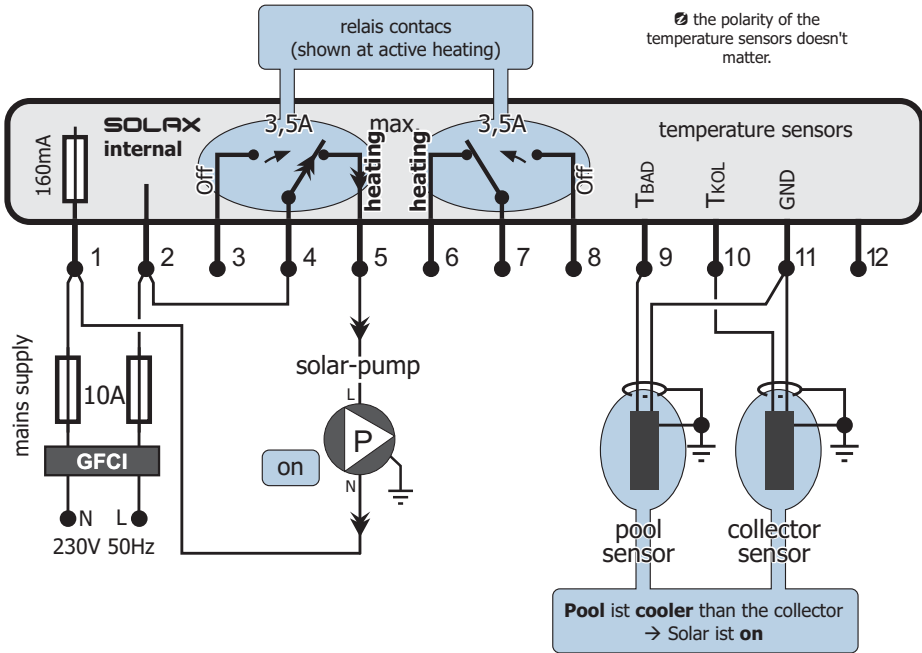 relais contacs
(shown at active heating)
the polarity of the
temperature sensors doesn't
matter.
SOLAX
internal
160mA
3,5A
max.
3,5A
temperature sensors
Off
heating
heating
Off
TBAD
TKOL
GND
1
2
3
4
5
6
7
8
9
10
11
12
mains supply
10A
GFCI
N
L
230V 50Hz
solar-pump
L
P
on
N
pool
sensor
collector
sensor
Pool ist cooler than the collector
→ Solar ist on